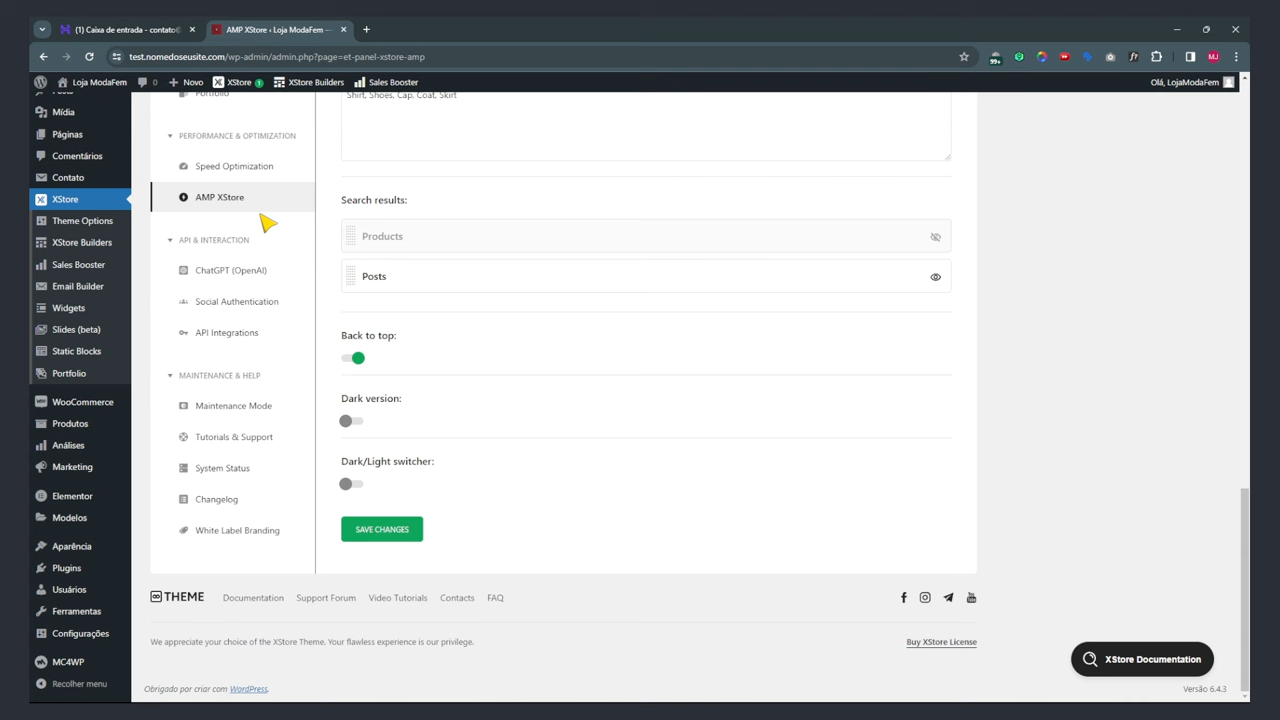 (1) Caixa de entrada - contato@
AMP XStore ‹ Loja ModaFem —
test.nomedoseusite.com/wp-admin/admin.php?page=et-panel-xstore-amp
99+
f?
MJ
Loja ModaFem
0
Novo
XStore 1
XStore Builders
Sales Booster
Olá, LojaModaFem
Mídia
Páginas
Comentários
Contato
XStore
Theme Options
XStore Builders
Sales Booster
Email Builder
Widgets
Slides (beta)
Static Blocks
Portfolio
WooCommerce
Produtos
Análises
Marketing
Elementor
Modelos
Aparência
Plugins
Usuários
Ferramentas
Configurações
MC4WP
Recolher menu
Portfolio
PERFORMANCE & OPTIMIZATION
Speed Optimization
AMP XStore
API & INTERACTION
ChatGPT (OpenAI)
Social Authentication
API Integrations
MAINTENANCE & HELP
Maintenance Mode
Tutorials & Support
System Status
Changelog
White Label Branding
Shirt, Shoes, Cap, Coat, Skirt
Search results:
Products
Posts
Back to top:
Dark version:
Dark/Light switcher:
SAVE CHANGES
THEME
Documentation
Support Forum
Video Tutorials
Contacts
FAQ
We appreciate your choice of the XStore Theme. Your flawless experience is our privilege.
Buy XStore License
XStore Documentation
Obrigado por criar com WordPress.
Versão 6.4.3